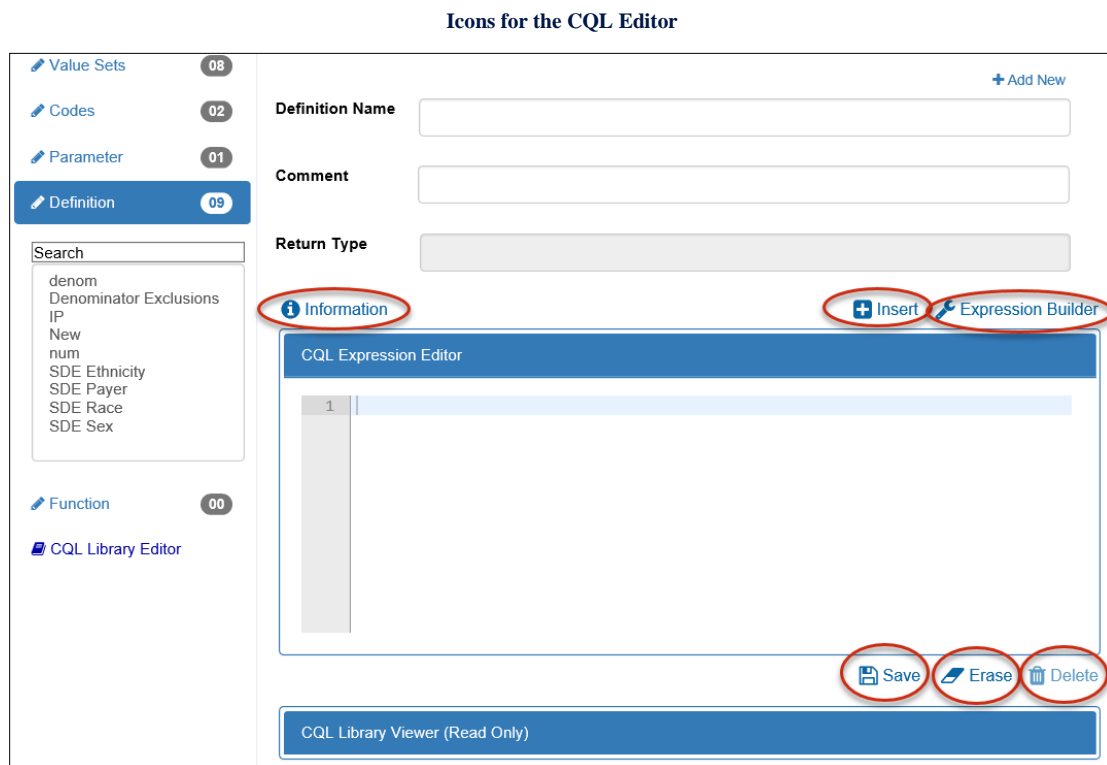 Icons for the CQL Editor
Value Sets 08
Codes 02
Parameter 01
Definition 09
Search
denom
Denominator Exclusions
IP
New
num
SDE Ethnicity
SDE Payer
SDE Race
SDE Sex
Function 00
CQL Library Editor
Add New
Definition Name
Comment
Return Type
Information Insert Expression Builder
CQL Expression Editor
1
Save Erase Delete
CQL Library Viewer (Read Only)